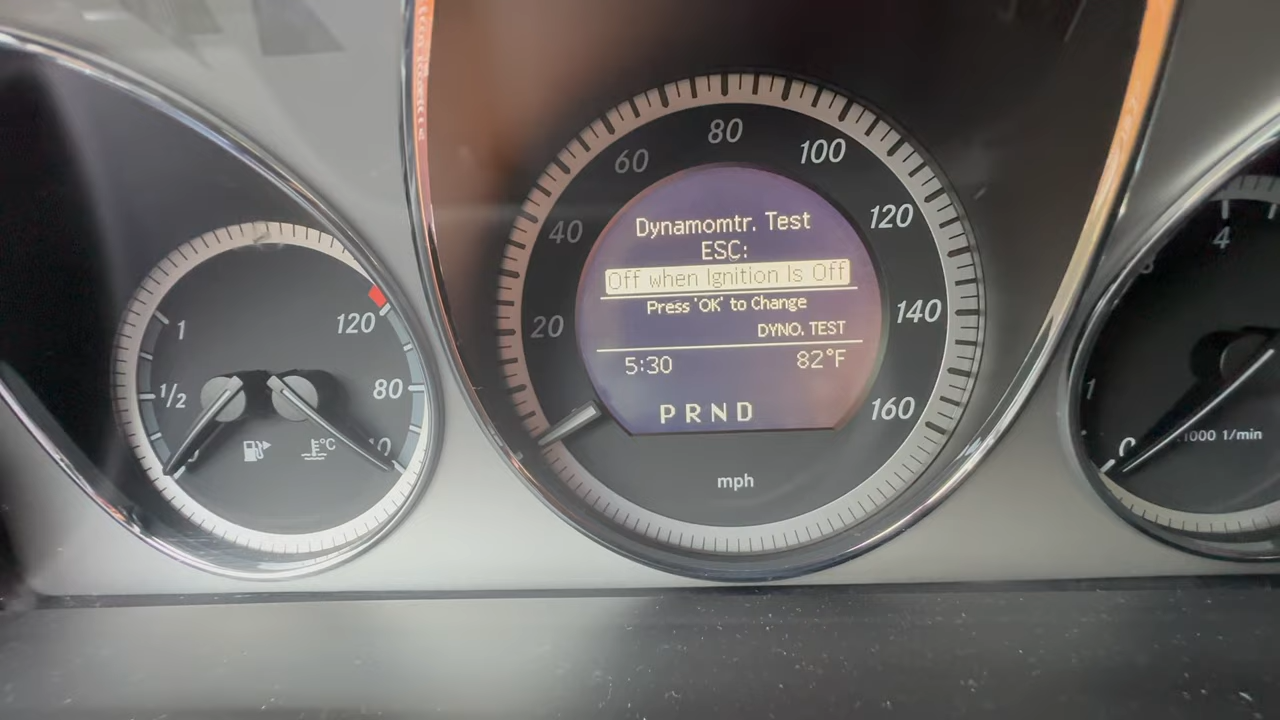 80
60
100
40
120
20
140
160
Dynamomtr. Test
ESC:
Off when Ignition Is Off
Press 'OK' to Change
DYNO. TEST
5:30 82°F
PRND
mph
1
1/2
120
80
°C
4
1
0
1000 1/min